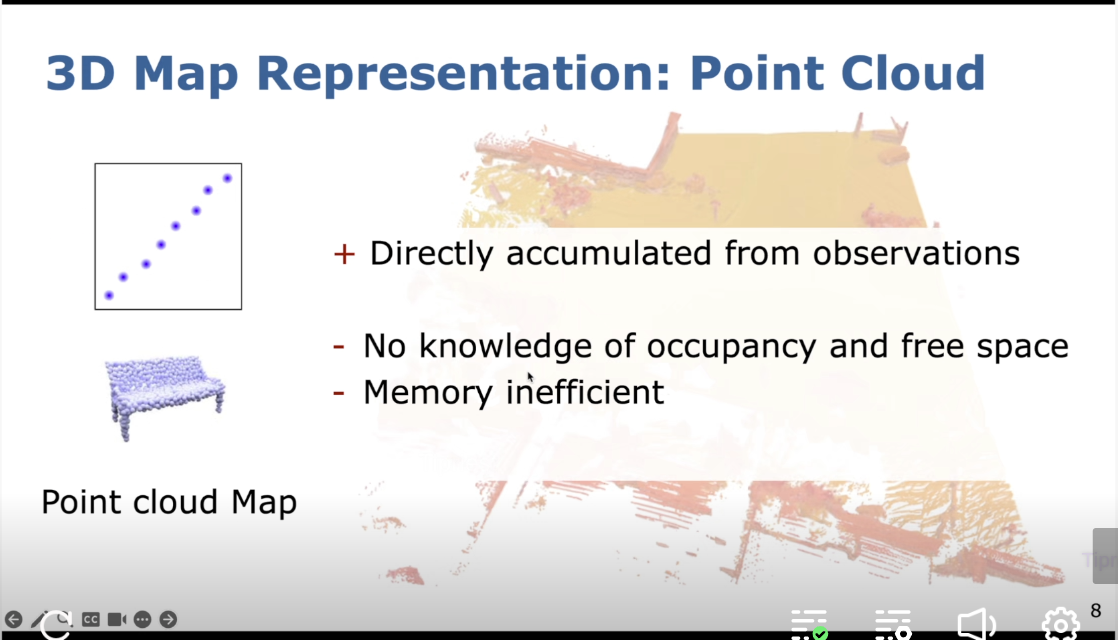 3D Map Representation: Point Cloud
+ Directly accumulated from observations
- No knowledge of occupancy and free space
- Memory inefficient
Point cloud Map
CC
8